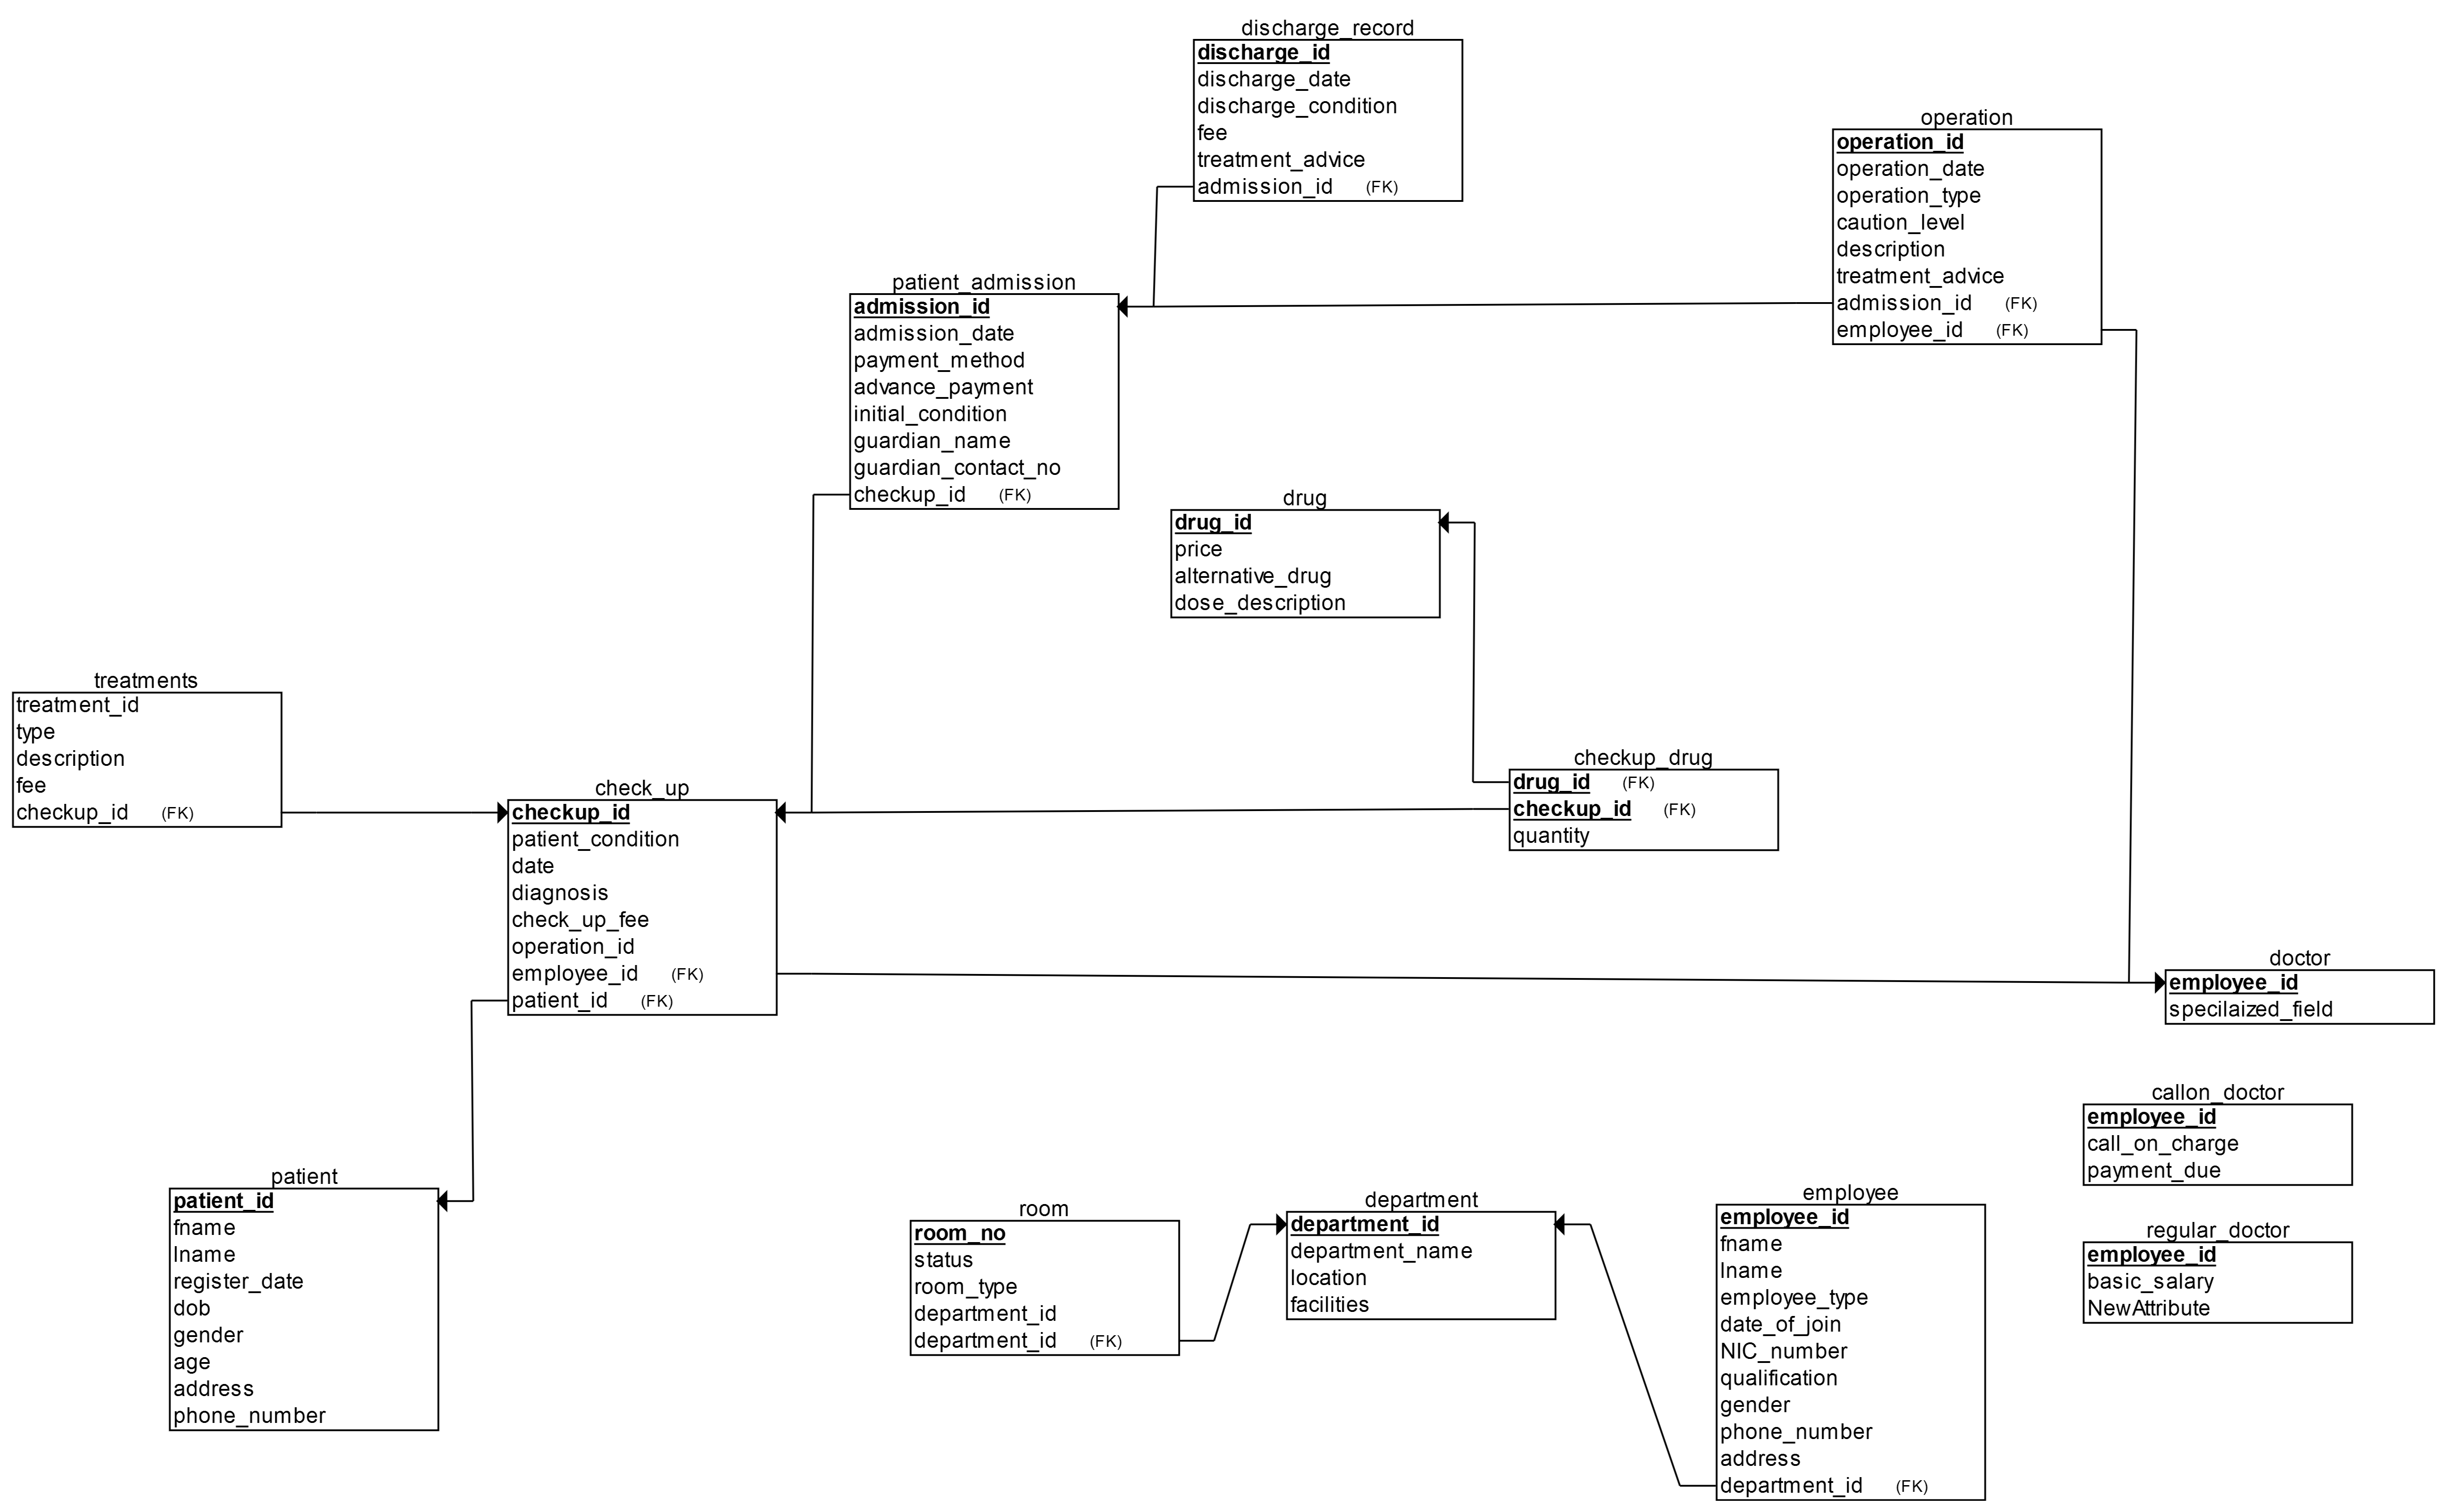 discharge_record
discharge_id
discharge_date
discharge_condition
fee
treatment_advice
admission_id (FK)
operation
operation_id
operation_date
operation_type
caution_level
description
treatment_advice
admission_id (FK)
employee_id (FK)
patient_admission
admission_id
admission_date
payment_method
advance_payment
initial_condition
guardian_name
guardian_contact_no
checkup_id (FK)
drug
drug_id
price
alternative_drug
dose_description
treatments
treatment_id
type
description
fee
checkup_id (FK)
checkup_drug
drug_id (FK)
checkup_id (FK)
quantity
check_up
checkup_id
patient_condition
date
diagnosis
check_up_fee
operation_id
employee_id (FK)
patient_id (FK)
doctor
employee_id
specilaized_field
callon_doctor
employee_id
call_on_charge
payment_due
patient
patient_id
fname
lname
register_date
dob
gender
age
address
phone_number
room
room_no
status
room_type
department_id
department_id (FK)
department
department_id
department_name
location
facilities
employee
employee_id
fname
lname
employee_type
date_of_join
NIC_number
qualification
gender
phone_number
address
department_id (FK)
regular_doctor
employee_id
basic_salary
NewAttribute